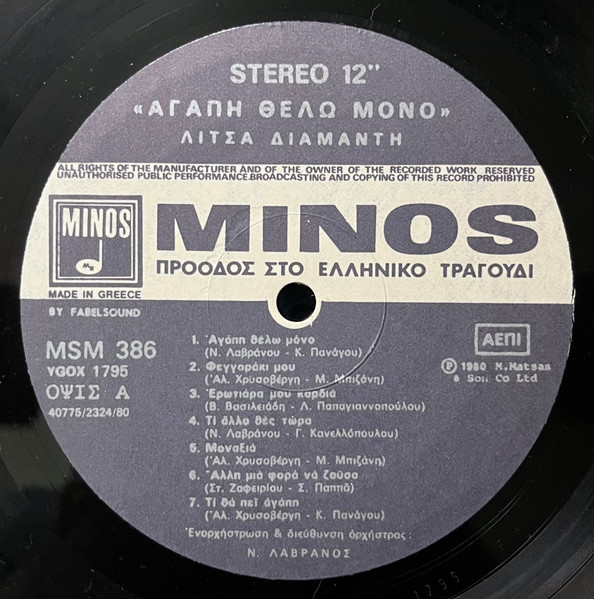 STEREO 12"
«ΑΓΑΠΗ ΘΕΛΩ ΜΟΝΟ»
ΛΙΤΣΑ ΔΙΑΜΑΝΤΗ
ALL RIGHTS OF THE MANUFACTURER AND OF THE OWNER OF THE RECORDED WORK RESERVED
UNAUTHORISED PUBLIC PERFORMANCE.BROADCASTING AND COPYING OF THIS RECORD PROHIBITED
MINOS
MINOS
ΠΡΟΟΔΟΣ ΣΤΟ ΕΛΛΗΝΙΚΟ ΤΡΑΓΟΥΔΙ
MADE IN GREECE
BY FABELSOUND
MSM 386
YGOX 1795
ΟΨΙΣ Α
40775/2324/80
ΑΕΠΙ
Ⓟ 1980 M.Matsas
& Son Co Ltd
1. Ἀγάπη θέλω μόνο
(Ν. Λαβράνου - Κ. Πανάγου)
2. Φεγγαράκι μου
(Ἀλ. Χρυσοβέργη - Μ. Μπιζάνη)
3. Ἐρωτιάρα μου καρδιά
(Β. Βασιλειάδη - Λ. Παπαγιαννοπούλου)
4. Τί ἄλλο θές τώρα
(Ν. Λαβράνου - Γ. Κανελλόπουλου)
5. Μοναξιά
(Ἀλ. Χρυσοβέργη - Μ. Μπιζάνη)
6. Ἄλλη μιά φορά νά ζοῦσα
(Στ. Ζαφειρίου - Σ. Παππᾶ)
7. Τί θά πεῖ ἀγάπη
(Ἀλ. Χρυσοβέργη - Κ. Πανάγου)
Ἐνορχήστρωση & διεύθυνση ὀρχήστρας:
Ν. ΛΑΒΡΑΝΟΣ